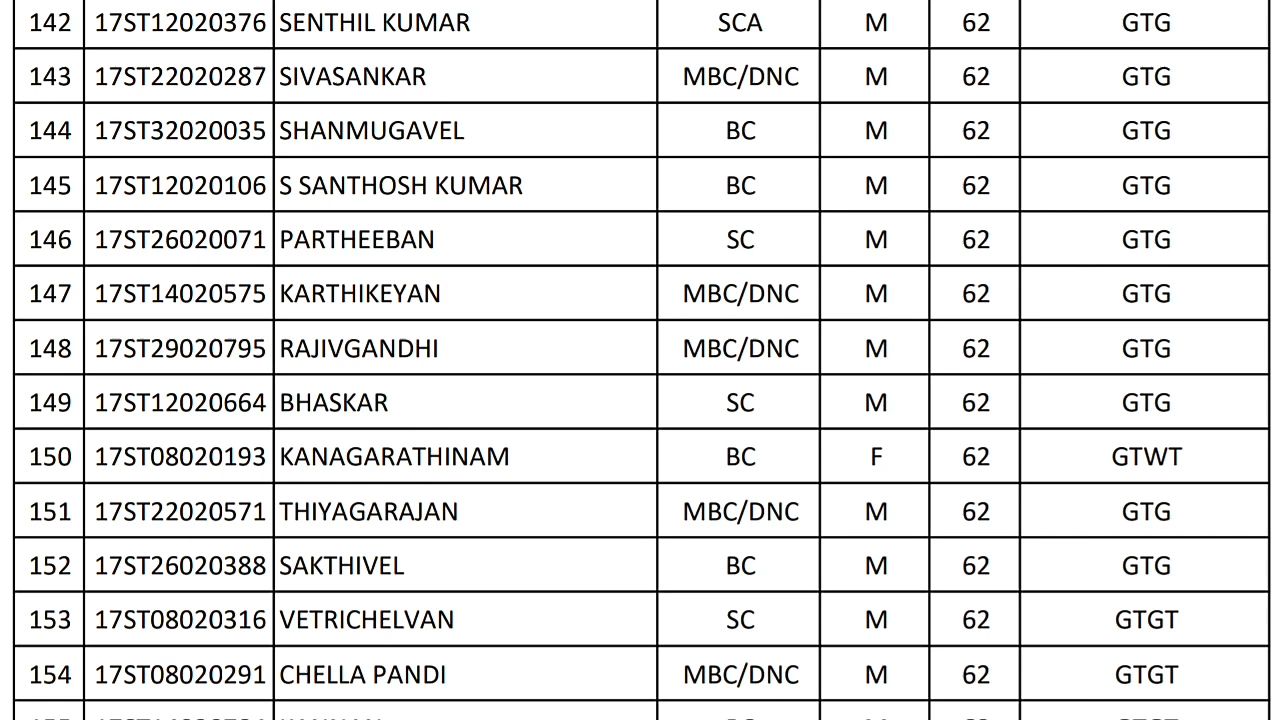 142 17ST12020376 SENTHIL KUMAR SCA M 62 GTG
143 17ST22020287 SIVASANKAR MBC/DNC M 62 GTG
144 17ST32020035 SHANMUGAVEL BC M 62 GTG
145 17ST12020106 S SANTHOSH KUMAR BC M 62 GTG
146 17ST26020071 PARTHEEBAN SC M 62 GTG
147 17ST14020575 KARTHIKEYAN MBC/DNC M 62 GTG
148 17ST29020795 RAJIVGANDHI MBC/DNC M 62 GTG
149 17ST12020664 BHASKAR SC M 62 GTG
150 17ST08020193 KANAGARATHINAM BC F 62 GTWT
151 17ST22020571 THIYAGARAJAN MBC/DNC M 62 GTG
152 17ST26020388 SAKTHIVEL BC M 62 GTG
153 17ST08020316 VETRICHELVAN SC M 62 GTGT
154 17ST08020291 CHELLA PANDI MBC/DNC M 62 GTGT